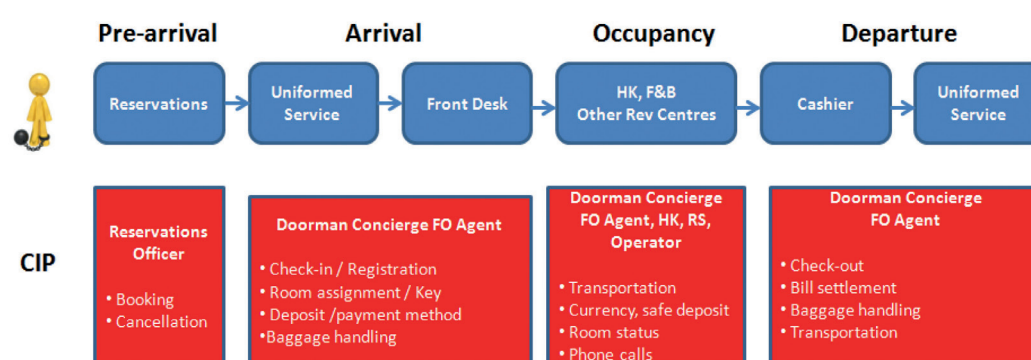 Pre-arrival
Arrival
Occupancy
Departure
Reservations
Uniformed
Service
Front Desk
HK, F&B
Other Rev Centres
Cashier
Uniformed
Service
CIP
Reservations
Officer
• Booking
• Cancellation
Doorman Concierge FO Agent
• Check-in / Registration
• Room assignment / Key
• Deposit /payment method
•Baggage handling
Doorman Concierge
FO Agent, HK, RS,
Operator
• Transportation
• Currency, safe deposit
• Room status
• Phone calls
Doorman Concierge
FO Agent
• Check-out
• Bill settlement
• Baggage handling
• Transportation